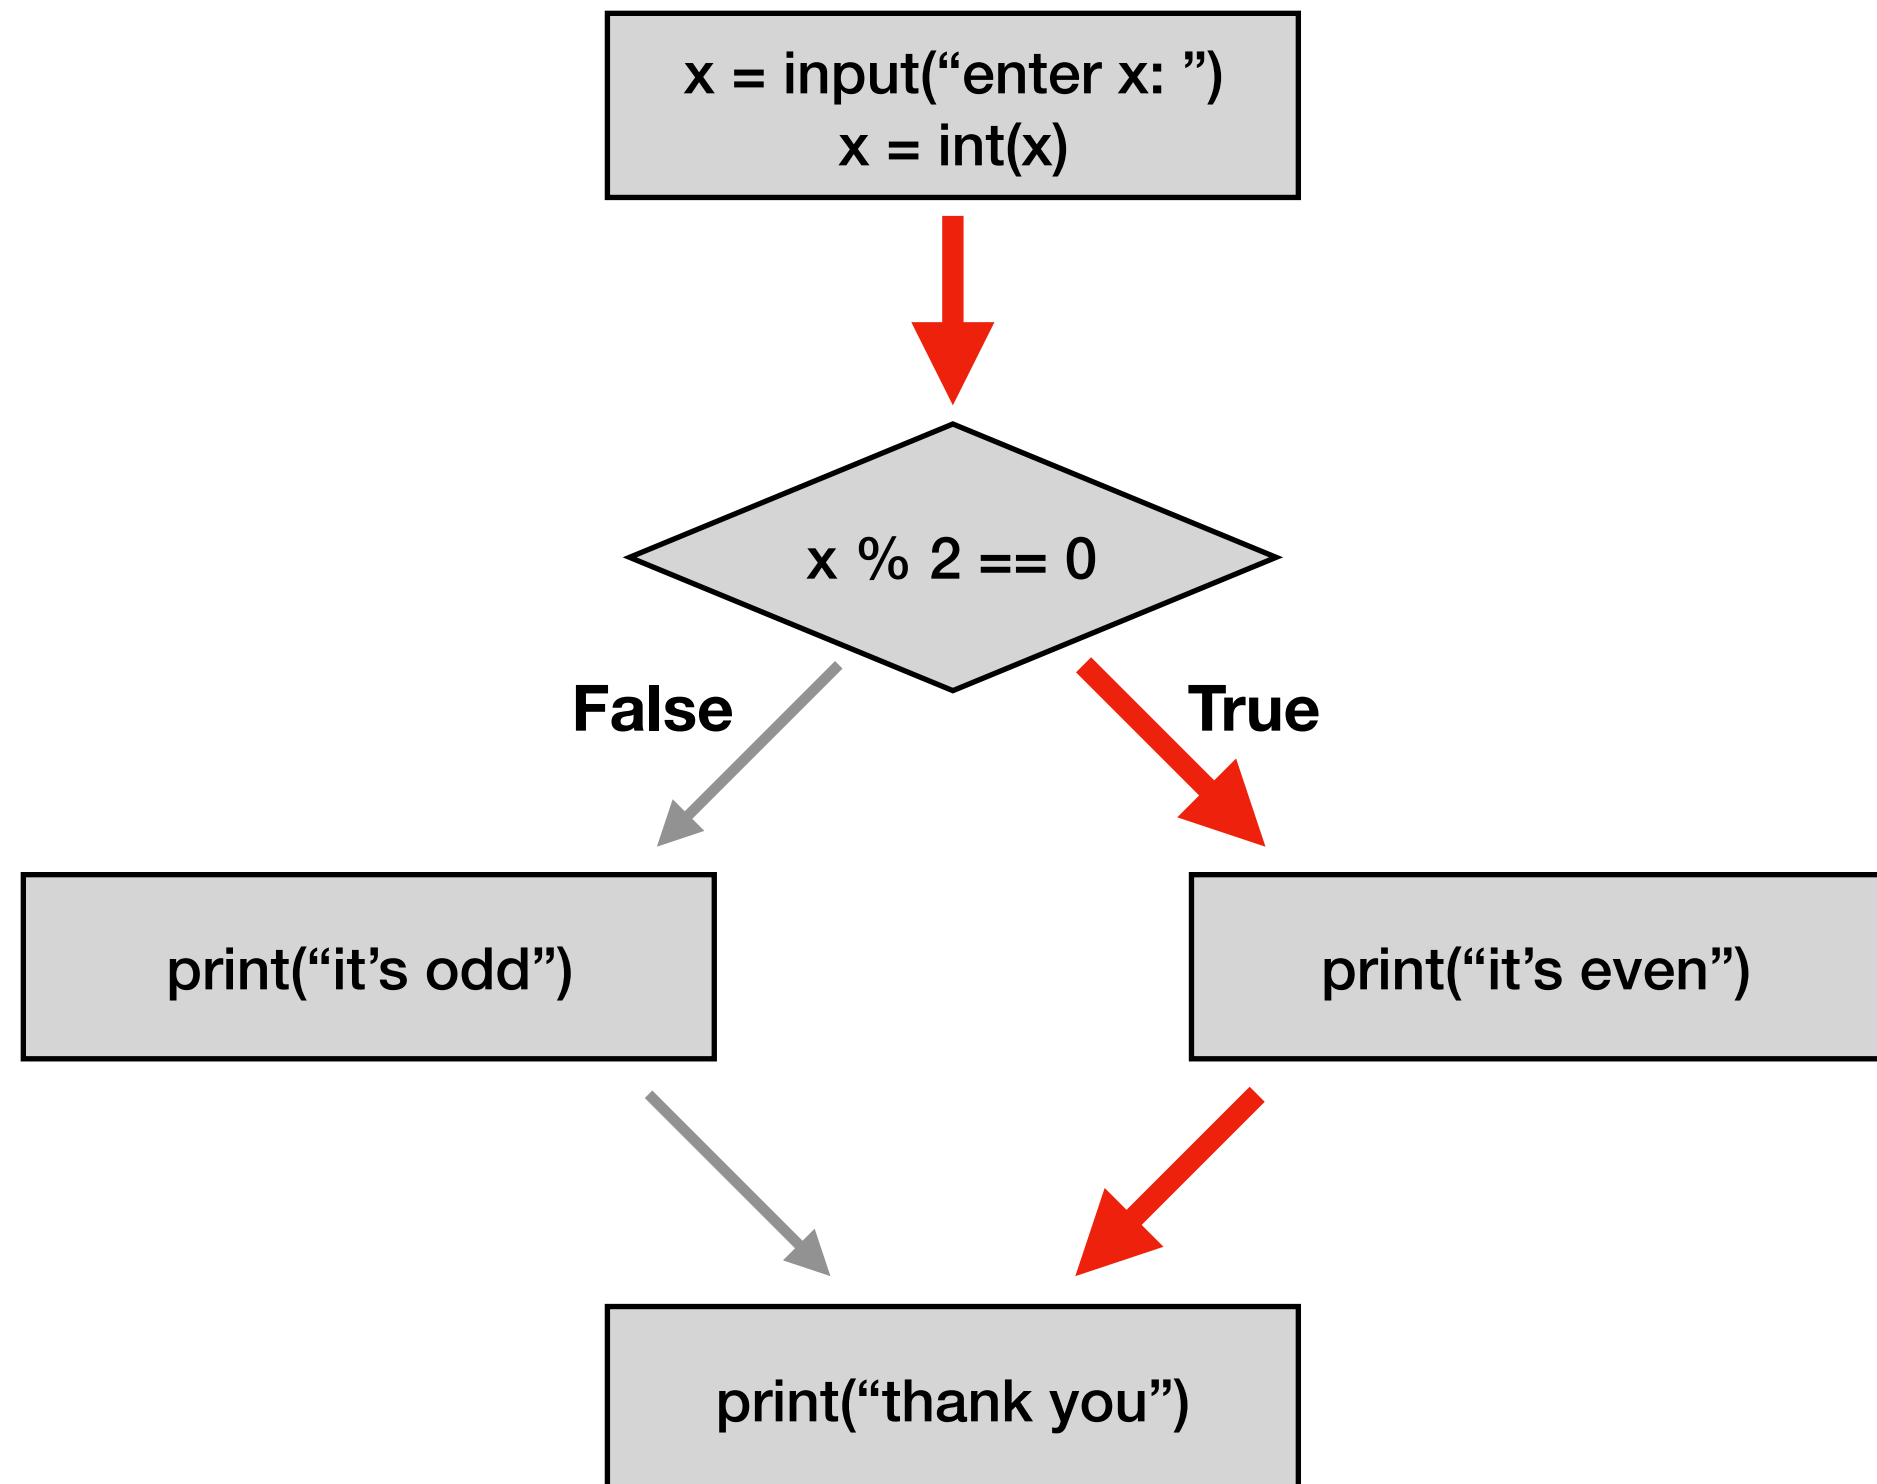 x = input(“enter x: ”)
x = int(x)
x % 2 == 0
False
True
print(“it’s odd”)
print(“it’s even”)
print(“thank you”)